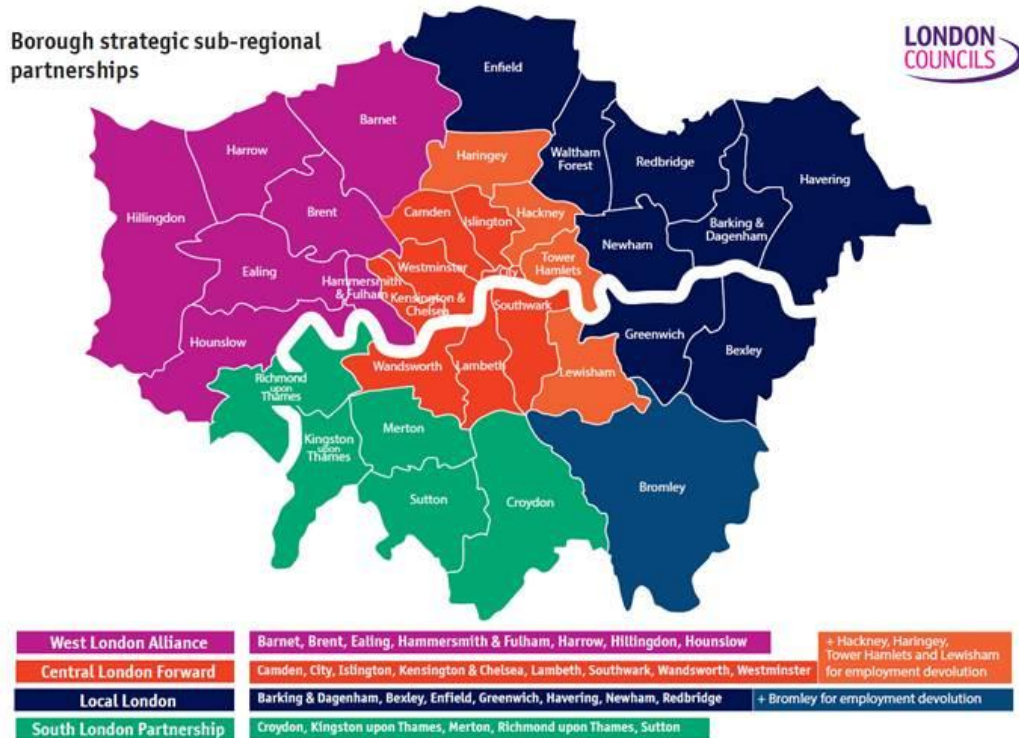 Borough strategic sub-regional
partnerships
LONDON
COUNCILS
Enfield
Barnet
Harrow
Haringey
Waltham
Forest
Redbridge
Havering
Hillingdon
Brent
Camden
Islington
Hackney
Barking &
Dagenham
Newham
Ealing
Westminster
City
Tower
Hamlets
Hammersmith
& Fulham
Kensington &
Chelsea
Southwark
Greenwich
Bexley
Hounslow
Wandsworth
Lambeth
Lewisham
Richmond
upon
Thames
Merton
Kingston
upon
Thames
Bromley
Sutton
Croydon
West London Alliance
Barnet, Brent, Ealing, Hammersmith & Fulham, Harrow, Hillingdon, Hounslow
Central London Forward
Camden, City, Islington, Kensington & Chelsea, Lambeth, Southwark, Wandsworth, Westminster
+ Hackney, Haringey,
Tower Hamlets and Lewisham
for employment devolution
Local London
Barking & Dagenham, Bexley, Enfield, Greenwich, Havering, Newham, Redbridge
+ Bromley for employment devolution
South London Partnership
Croydon, Kingston upon Thames, Merton, Richmond upon Thames, Sutton